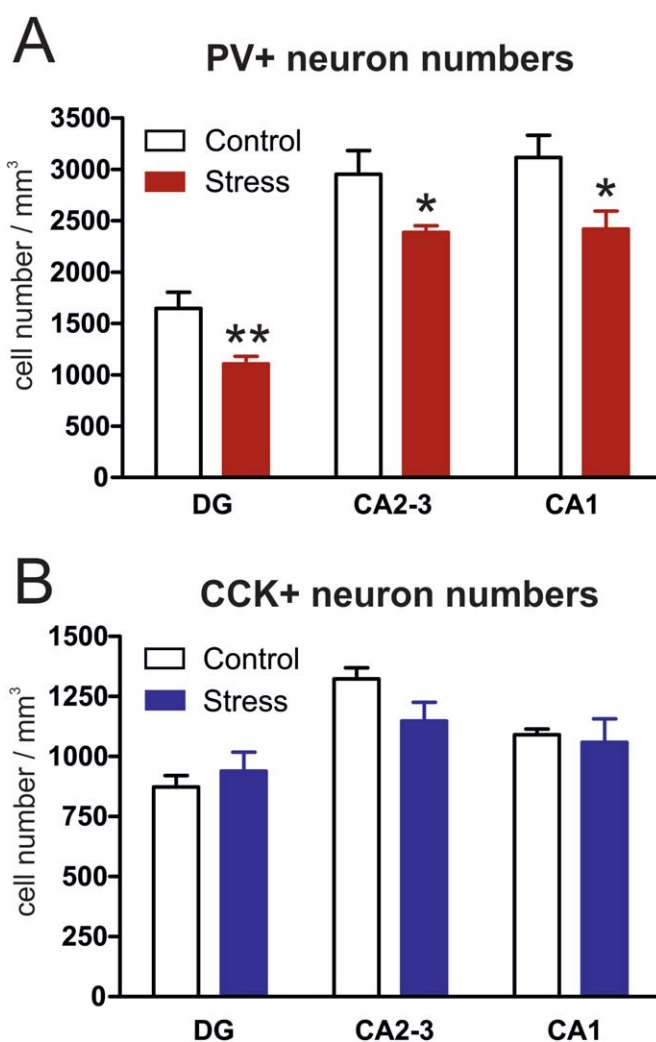 A
PV+ neuron numbers
3500
3000
2500
2000
1500
1000
500
0
cell number / mm³
Control
Stress
**
*
*
DG CA2-3 CA1
B
CCK+ neuron numbers
1500
1250
1000
750
500
250
0
cell number / mm³
Control
Stress
DG CA2-3 CA1